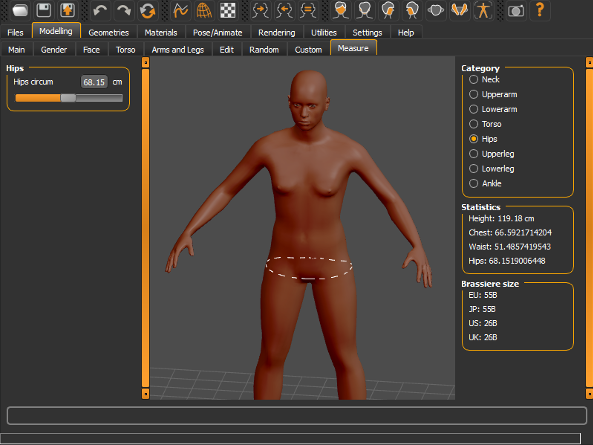 Files Modelling Geometries Materials Pose/Animate Rendering Utilities Settings Help
Main Gender Face Torso Arms and Legs Edit Random Custom Measure
Hips
Hips circum 68.15 cm
Category
Neck
Upperarm
Lowerarm
Torso
Hips
Upperleg
Lowerleg
Ankle
Statistics
Height: 119.18 cm
Chest: 66.5921714204
Waist: 51.4857419543
Hips: 68.1519006448
Brassiere size
EU: 55B
JP: 55B
US: 26B
UK: 26B